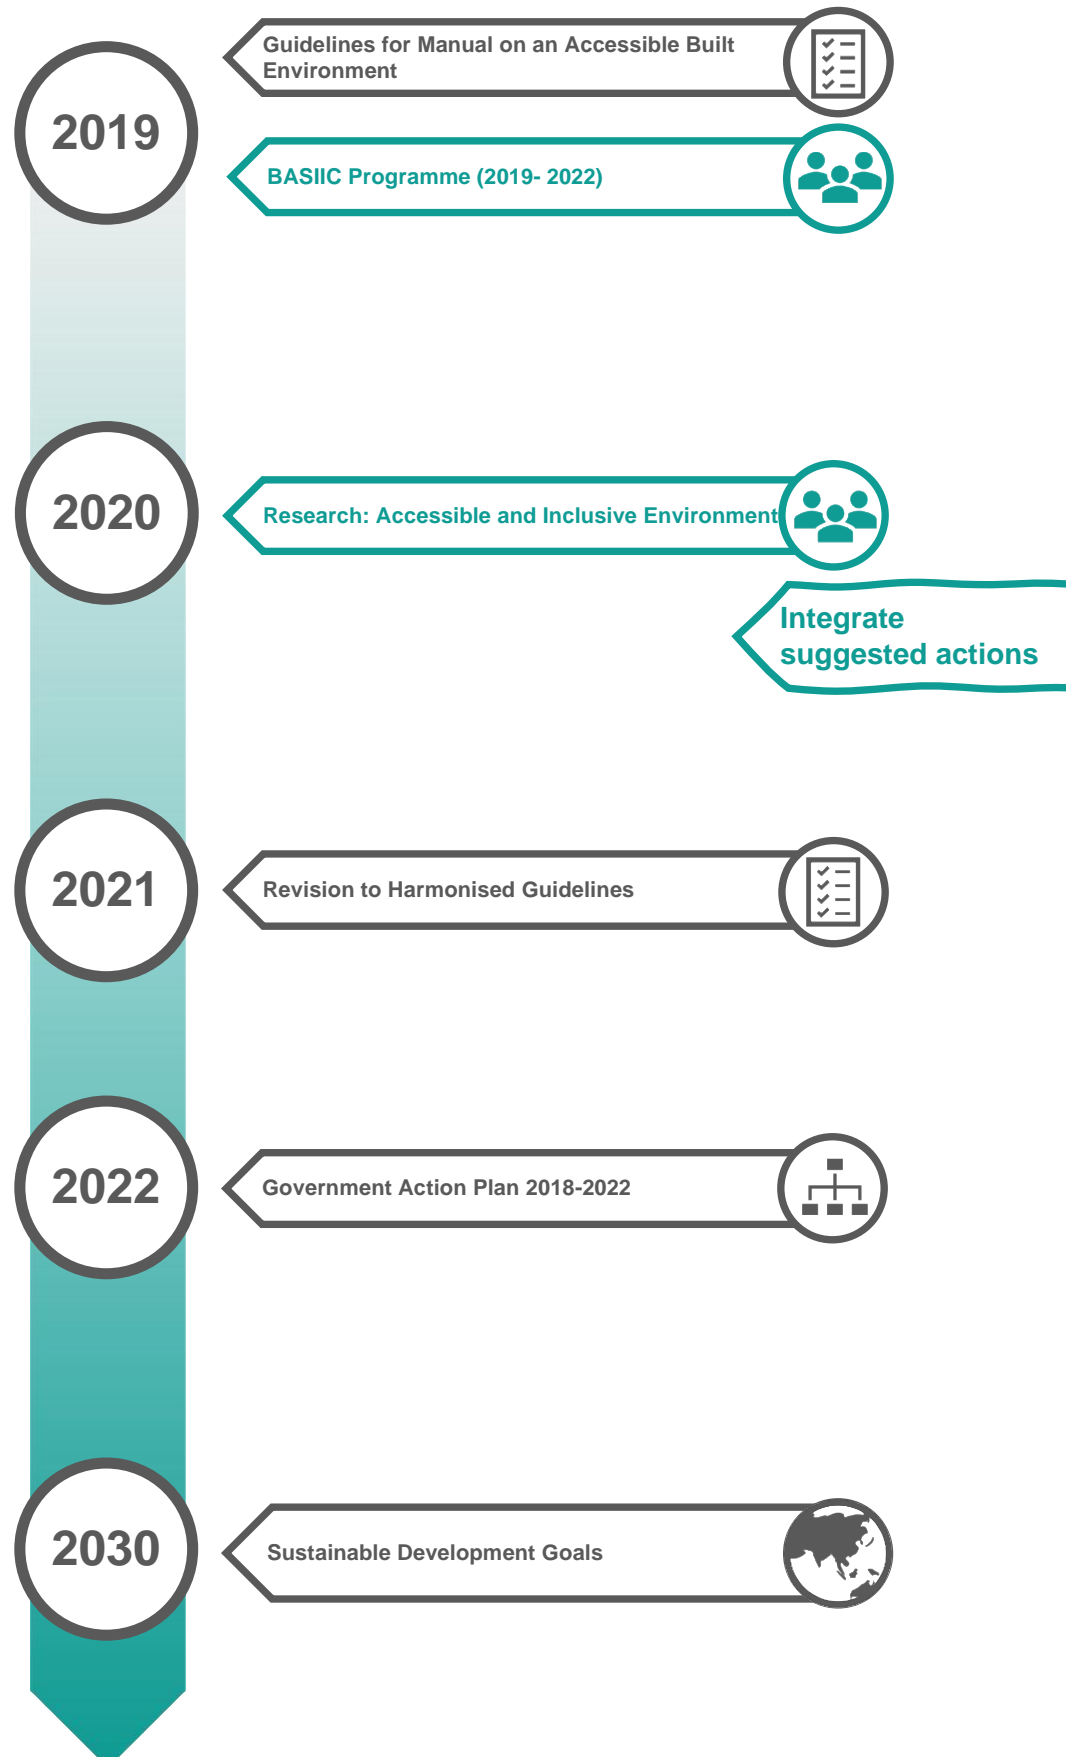 2019
Guidelines for Manual on an Accessible Built
Environment
BASIIC Programme (2019- 2022)
2020
Research: Accessible and Inclusive Environment
Integrate
suggested actions
2021
Revision to Harmonised Guidelines
2022
Government Action Plan 2018-2022
2030
Sustainable Development Goals